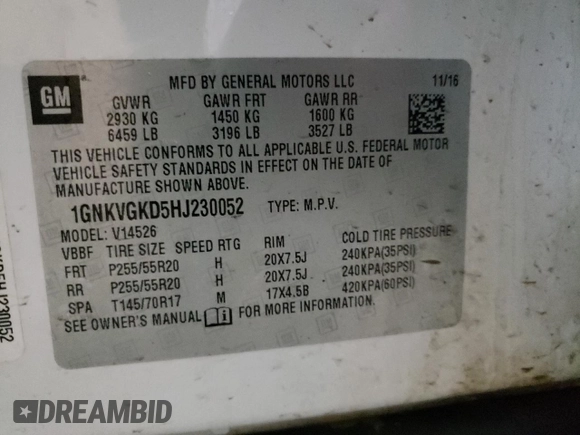 GM
MFD BY GENERAL MOTORS LLC 11/16
GVWR GAWR FRT GAWR RR
2930 KG 1450 KG 1600 KG
6459 LB 3196 LB 3527 LB
THIS VEHICLE CONFORMS TO ALL APPLICABLE U.S. FEDERAL MOTOR
VEHICLE SAFETY STANDARDS IN EFFECT ON THE DATE OF
MANUFACTURE SHOWN ABOVE.
1GNKVGKD5HJ230052 TYPE: M.P.V.
MODEL: V14526
VBBF TIRE SIZE SPEED RTG RIM COLD TIRE PRESSURE
FRT P255/55R20 H 20X7.5J 240KPA(35PSI)
RR P255/55R20 H 20X7.5J 240KPA(35PSI)
SPA T145/70R17 M 17X4.5B 420KPA(60PSI)
SEE OWNER'S MANUAL FOR MORE INFORMATION.
DREAMBID